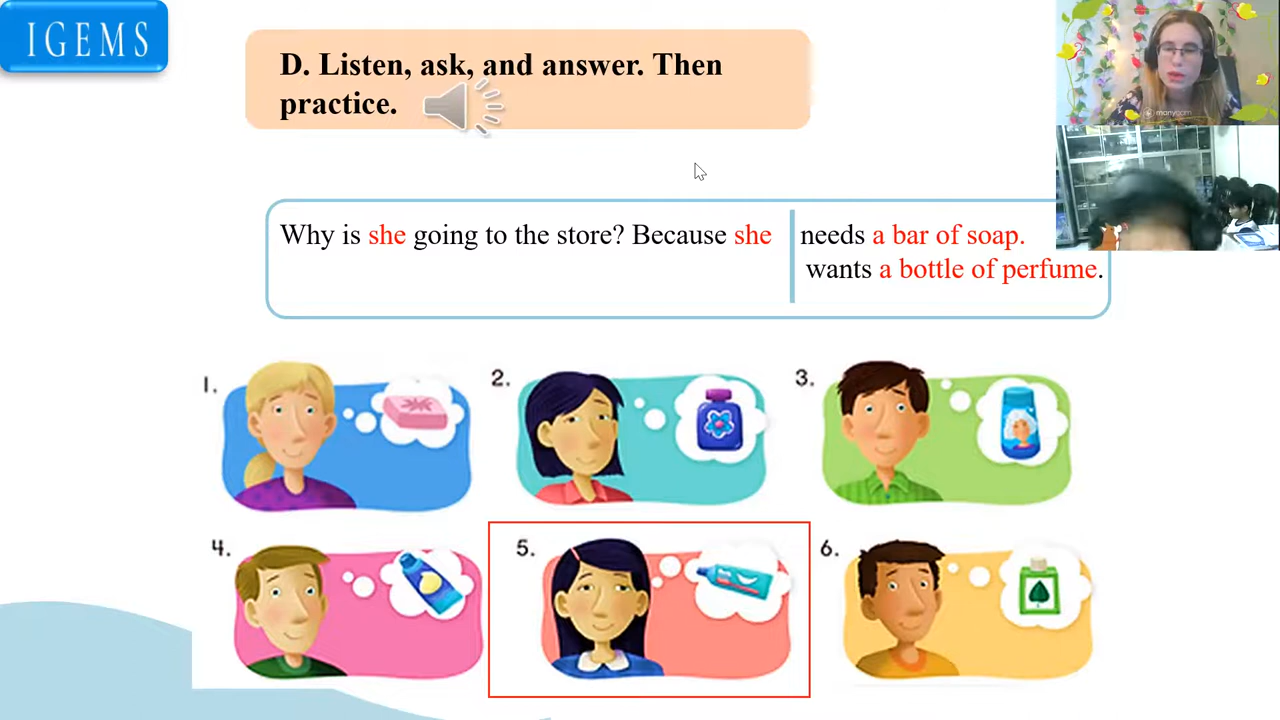 IGEMS
D. Listen, ask, and answer. Then
practice.
manycam
Why is she going to the store? Because she
needs a bar of soap.
wants a bottle of perfume.
1.
2.
3.
4.
5.
6.